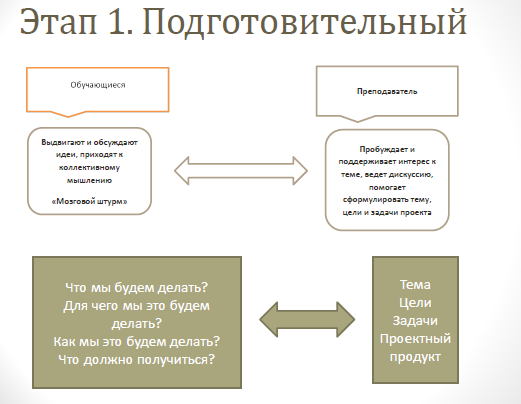 Этап 1. Подготовительный
Обучающиеся
Преподаватель
Выдвигают и обсуждают
идеи, приходят к
коллективному
мышлению
«Мозговой штурм»
Пробуждает и
поддерживает интерес к
теме, ведет дискуссию,
помогает
сформулировать тему,
цели и задачи проекта
Что мы будем делать?
Для чего мы это будем
делать?
Как мы это будем делать?
Что должно получиться?
Тема
Цели
Задачи
Проектный
продукт